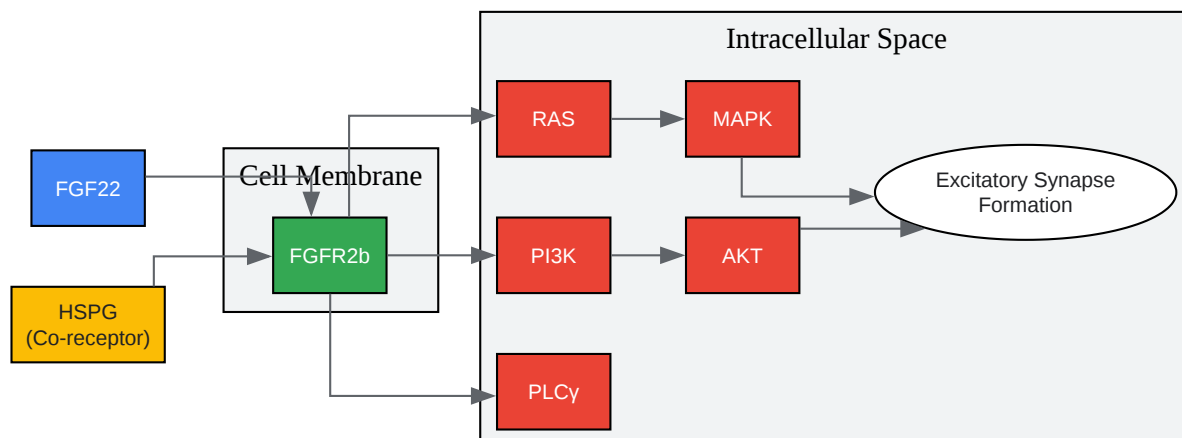 Intracellular Space
RAS
MAPK
FGF22
Cell Membrane
Excitatory Synapse
Formation
FGFR2b
PI3K
AKT
HSPG
(Co-receptor)
PLCγ